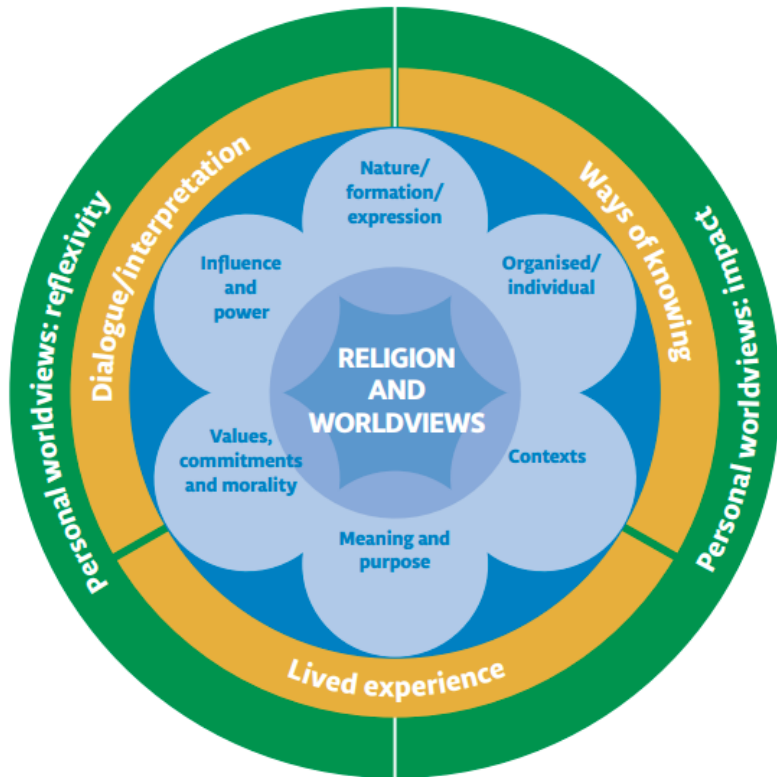 Personal worldviews: reflexivity
Personal worldviews: impact
Dialogue/interpretation
Ways of knowing
Lived experience
Nature/
formation/
expression
Organised/
individual
Contexts
Meaning and
purpose
Values,
commitments
and morality
Influence
and
power
RELIGION
AND
WORLDVIEWS